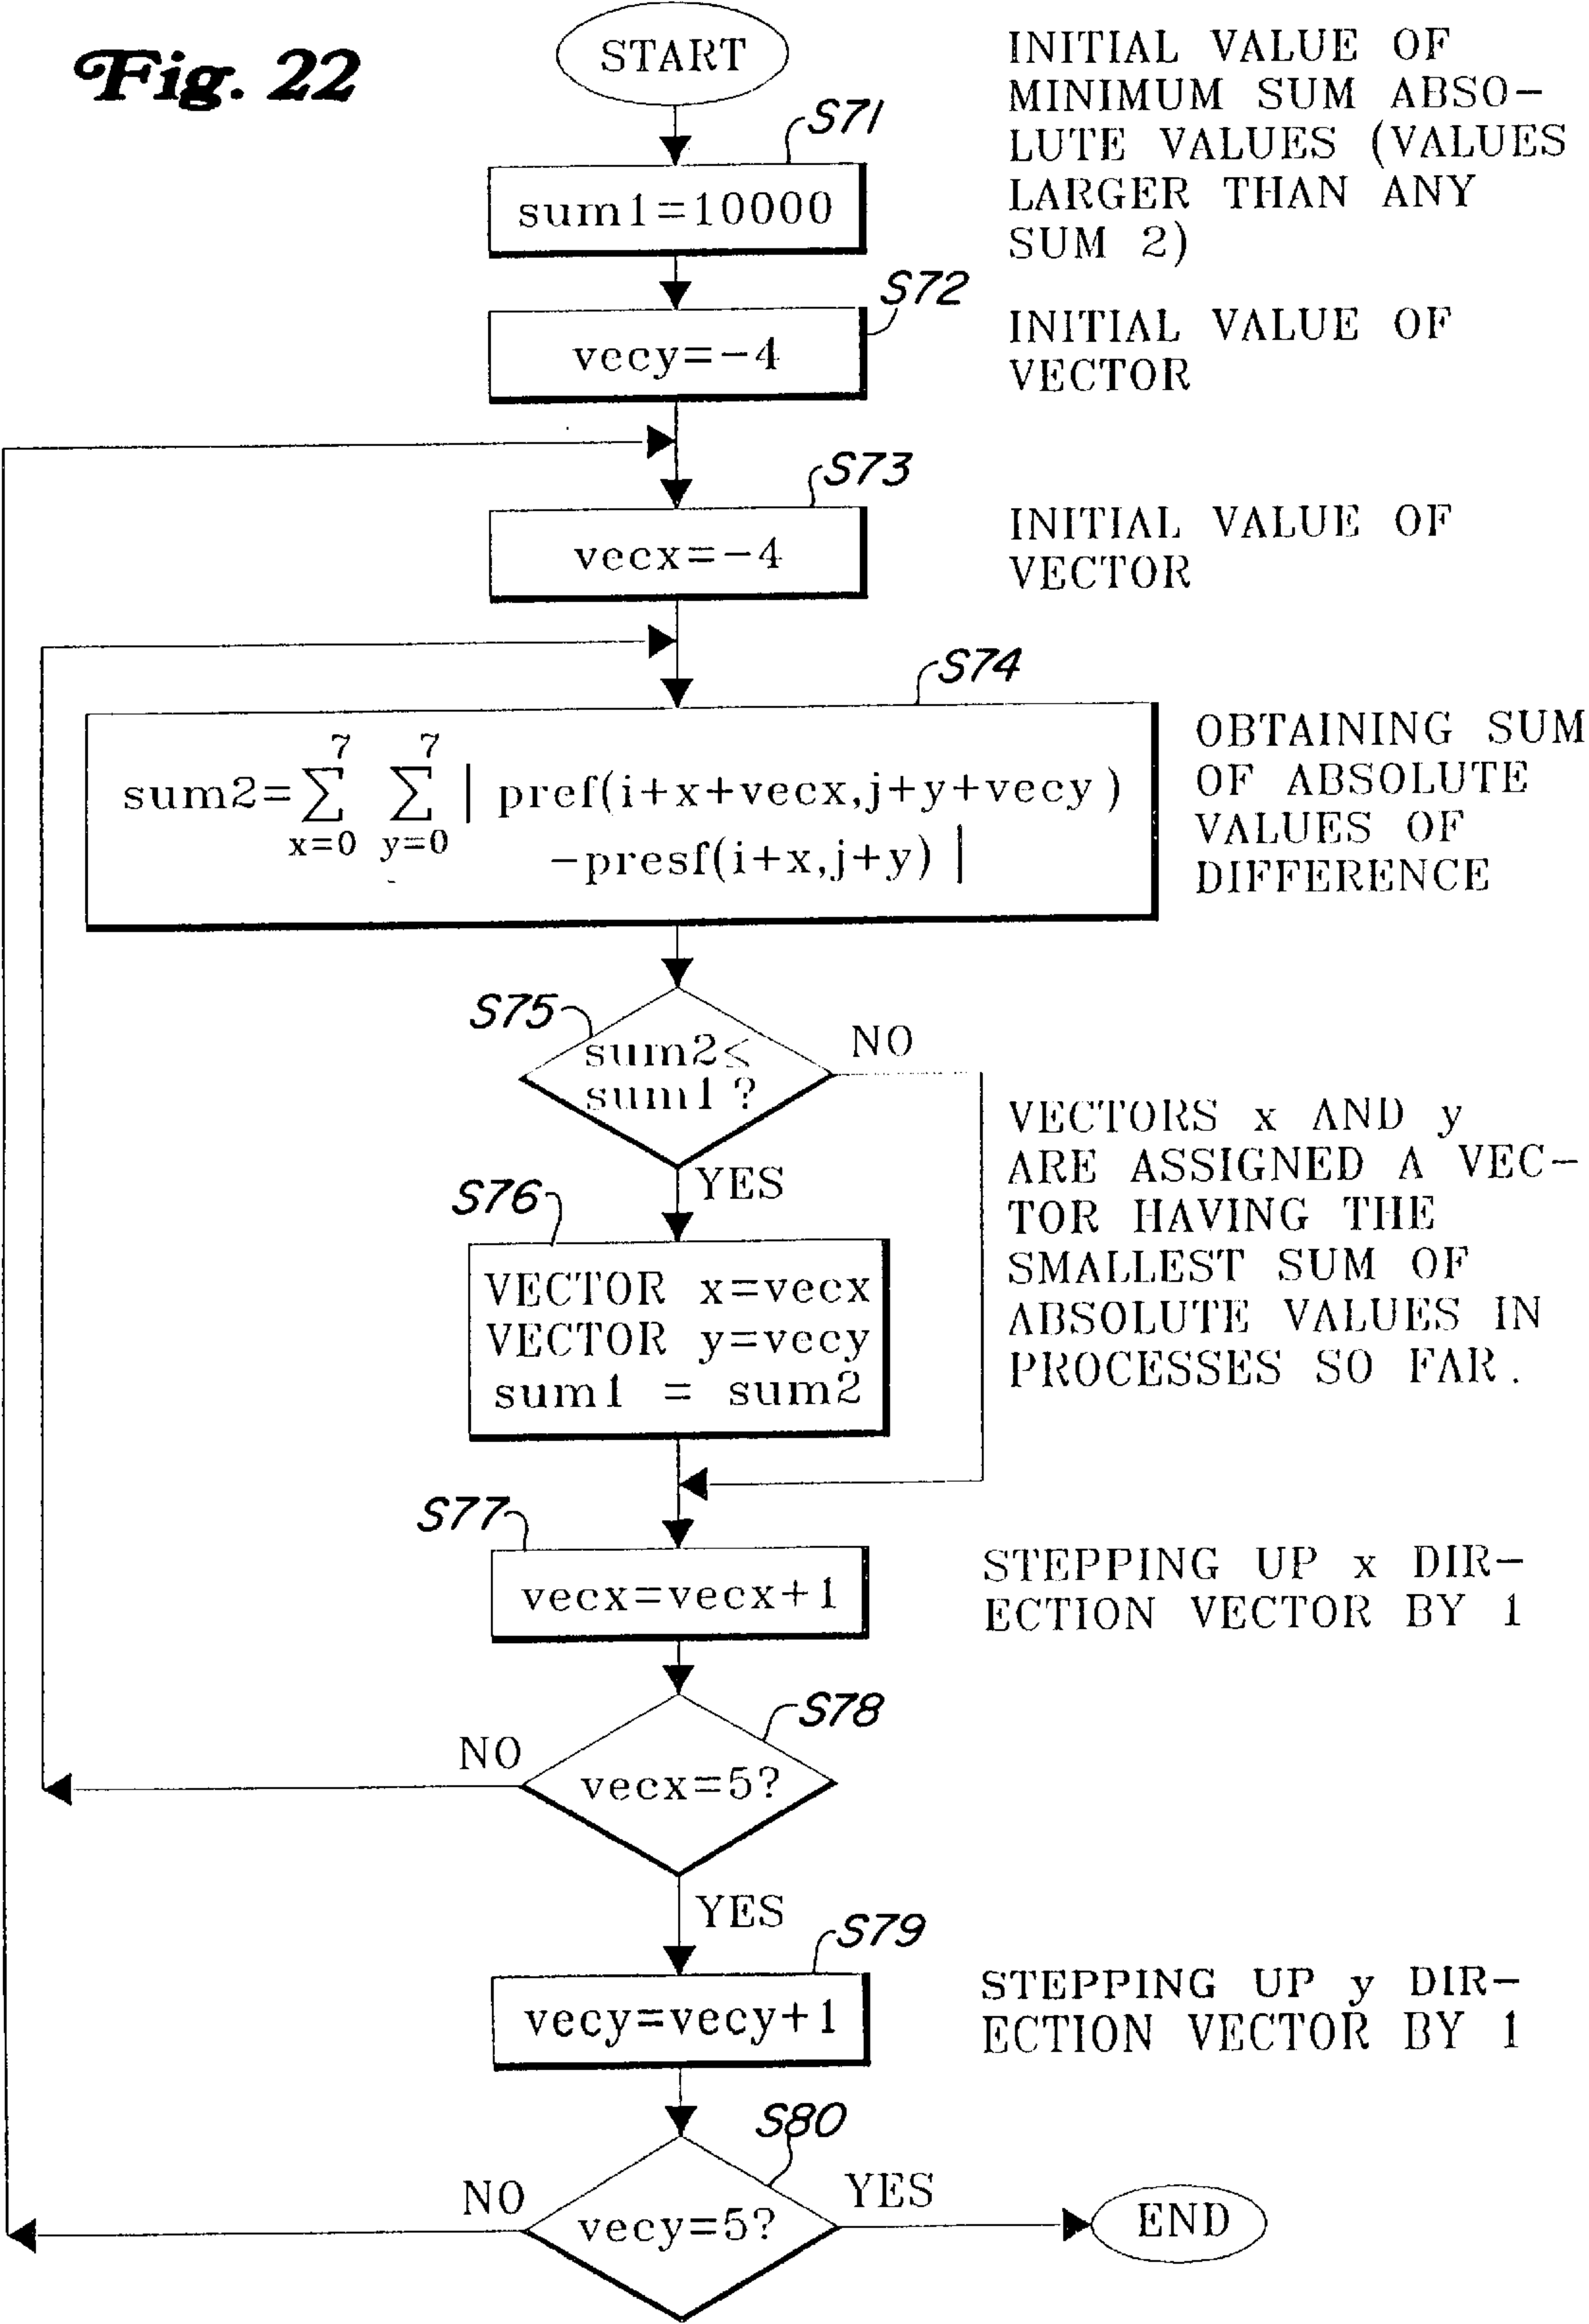 Fig. 22
START
INITIAL VALUE OF
MINIMUM SUM ABSO-
LUTE VALUES (VALUES
LARGER THAN ANY
SUM 2)
S71
sum1=10000
S72
vecy=-4
INITIAL VALUE OF
VECTOR
S73
vecx=-4
INITIAL VALUE OF
VECTOR
S74
sum2=∑x=0^7 ∑y=0^7 | pref(i+x+vecx,j+y+vecy)
-presf(i+x,j+y) |
OBTAINING SUM
OF ABSOLUTE
VALUES OF
DIFFERENCE
S75
sum2≤
sum1?
NO
YES
VECTORS x AND y
ARE ASSIGNED A VEC-
TOR HAVING THE
SMALLEST SUM OF
ABSOLUTE VALUES IN
PROCESSES SO FAR.
S76
VECTOR x=vecx
VECTOR y=vecy
sum1 = sum2
S77
vecx=vecx+1
STEPPING UP x DIR-
ECTION VECTOR BY 1
S78
NO
vecx=5?
YES
S79
vecy=vecy+1
STEPPING UP y DIR-
ECTION VECTOR BY 1
S80
NO
vecy=5?
YES
END